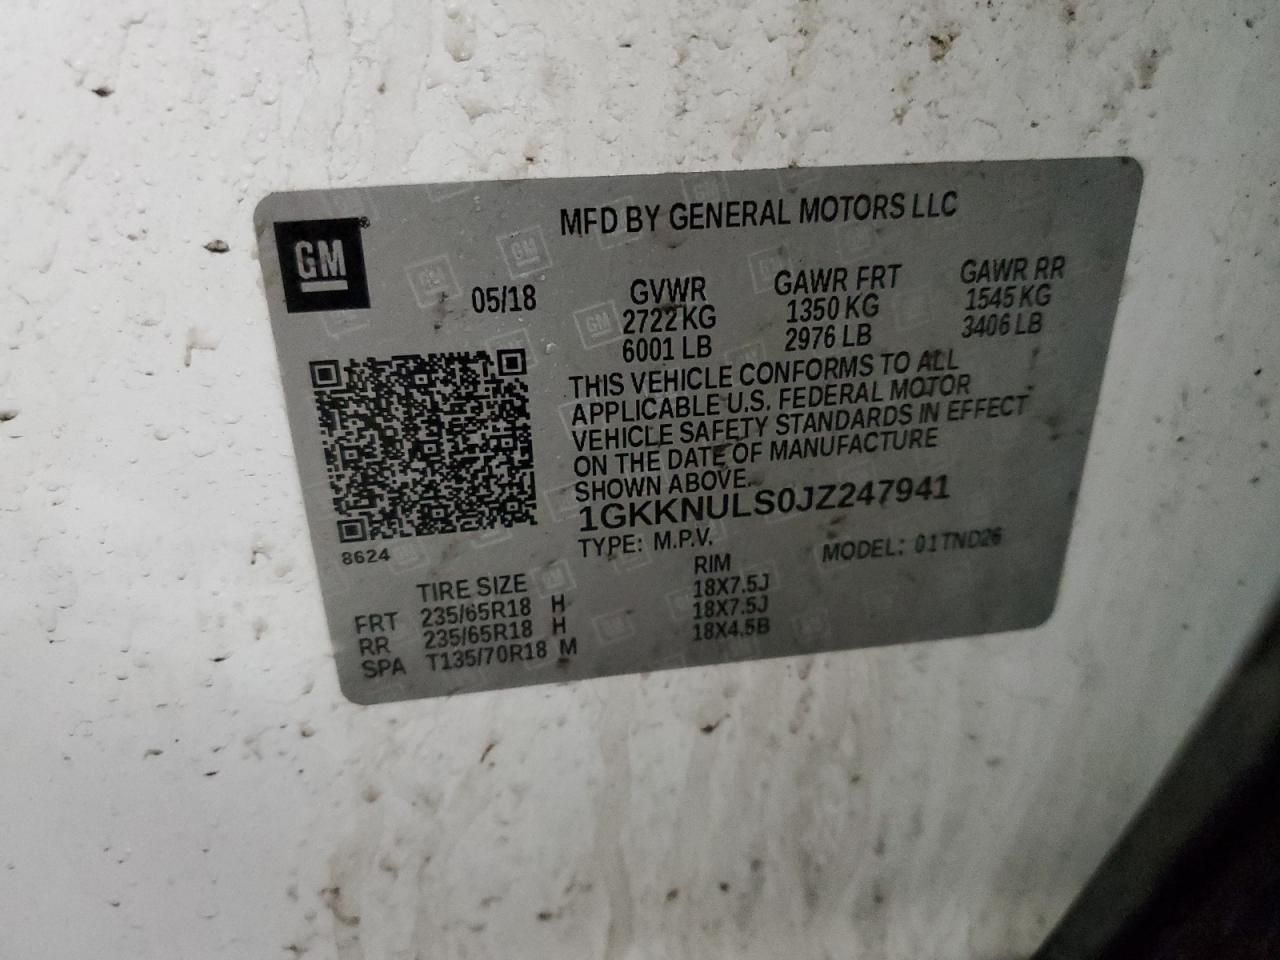 MFD BY GENERAL MOTORS LLC
GM®
05/18
GVWR GAWR FRT GAWR RR
2722 KG 1350 KG 1545 KG
6001 LB 2976 LB 3406 LB
THIS VEHICLE CONFORMS TO ALL
APPLICABLE U.S. FEDERAL MOTOR
VEHICLE SAFETY STANDARDS IN EFFECT
ON THE DATE OF MANUFACTURE
SHOWN ABOVE.
1GKKNULS0JZ247941
8624
TYPE: M.P.V. MODEL: 01TND26
TIRE SIZE RIM
FRT 235/65R18 H 18X7.5J
RR 235/65R18 H 18X7.5J
SPA T135/70R18 M 18X4.5B